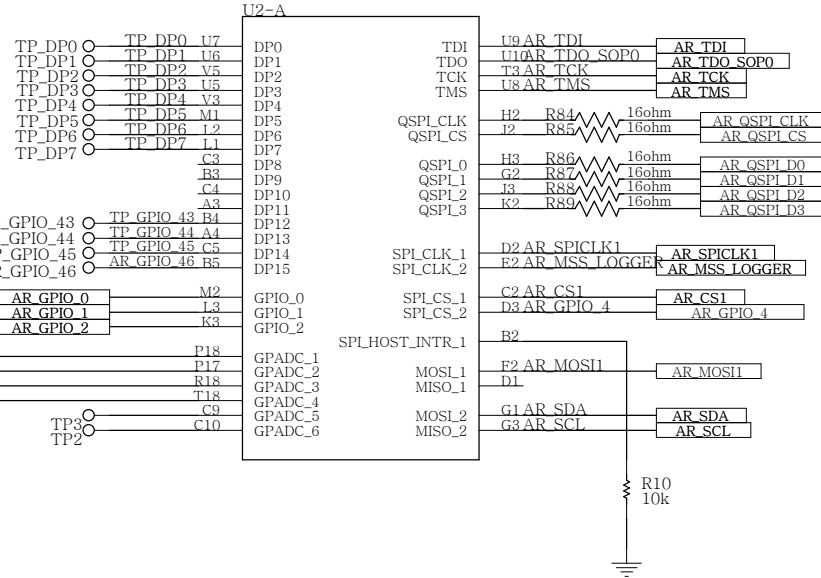 U2-A
TP_DP0 TP_DP0 U7 DP0 TDI U9 AR_TDI AR_TDI
TP_DP1 TP_DP1 U6 DP1 TDO U10 AR_TDO_SOP0 AR_TDO_SOP0
TP_DP2 TP_DP2 V5 DP2 TCK T3 AR_TCK AR_TCK
TP_DP3 TP_DP3 U5 DP3 TMS U8 AR_TMS AR_TMS
TP_DP4 TP_DP4 V3 DP4
TP_DP5 TP_DP5 M1 DP5 QSPI_CLK H2 R84 16ohm AR_QSPI_CLK
TP_DP6 TP_DP6 L2 DP6 QSPI_CS J2 R85 16ohm AR_QSPI_CS
TP_DP7 TP_DP7 L1 DP7
C3 DP8 QSPI_0 H3 R86 16ohm AR_QSPI_D0
B3 DP9 QSPI_1 G2 R87 16ohm AR_QSPI_D1
C4 DP10 QSPI_2 J3 R88 16ohm AR_QSPI_D2
A3 DP11 QSPI_3 K2 R89 16ohm AR_QSPI_D3
_GPIO_43 TP_GPIO_43 B4 DP12
_GPIO_44 TP_GPIO_44 A4 DP13
_GPIO_45 TP_GPIO_45 C5 DP14 SPI_CLK_1 D2 AR_SPICLK1 AR_SPICLK1
R_GPIO_46 AR_GPIO_46 B5 DP15 SPI_CLK_2 E2 AR_MSS_LOGGER AR_MSS_LOGGER
AR_GPIO_0 M2 GPIO_0 SPI_CS_1 C2 AR_CS1 AR_CS1
AR_GPIO_1 L3 GPIO_1 SPI_CS_2 D3 AR_GPIO_4 AR_GPIO_4
AR_GPIO_2 K3 GPIO_2
SPI_HOST_INTR_1 B2
P18 GPADC_1
P17 GPADC_2 MOSI_1 F2 AR_MOSI1 AR_MOSI1
R18 GPADC_3 MISO_1 D1
T18 GPADC_4
TP3 C9 GPADC_5 MOSI_2 G1 AR_SDA AR_SDA
TP2 C10 GPADC_6 MISO_2 G3 AR_SCL AR_SCL
R10
10k